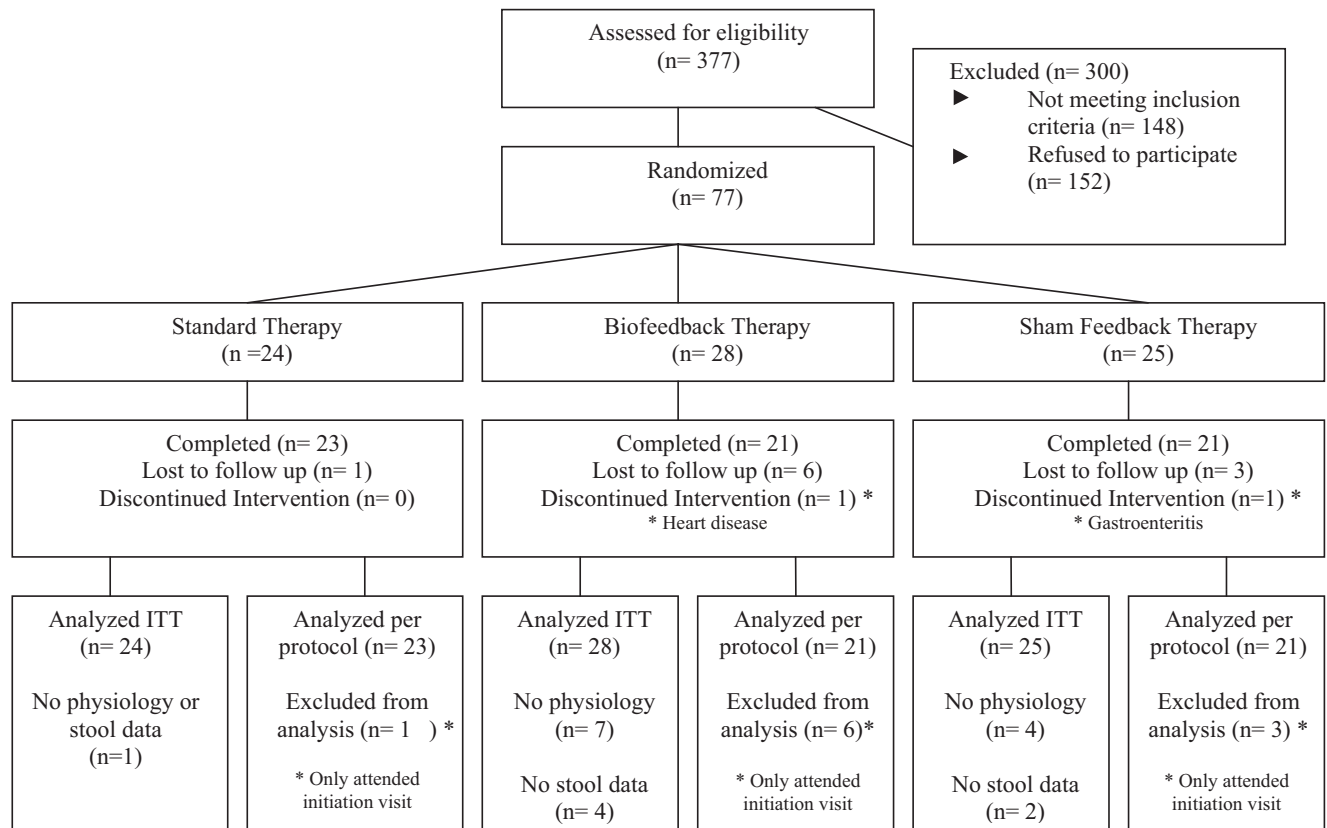 Assessed for eligibility
(n= 377)
Excluded (n= 300)
► Not meeting inclusion
criteria (n= 148)
► Refused to participate
(n= 152)
Randomized
(n= 77)
Standard Therapy
(n =24)
Biofeedback Therapy
(n= 28)
Sham Feedback Therapy
(n= 25)
Completed (n= 23)
Lost to follow up (n= 1)
Discontinued Intervention (n= 0)
Completed (n= 21)
Lost to follow up (n= 6)
Discontinued Intervention (n= 1) *
* Heart disease
Completed (n= 21)
Lost to follow up (n= 3)
Discontinued Intervention (n=1) *
* Gastroenteritis
Analyzed ITT
(n= 24)
No physiology or
stool data
(n=1)
Analyzed per
protocol (n= 23)
Excluded from
analysis (n= 1 ) *
* Only attended
initiation visit
Analyzed ITT
(n= 28)
No physiology
(n= 7)
No stool data
(n= 4)
Analyzed per
protocol (n= 21)
Excluded from
analysis (n= 6)*
* Only attended
initiation visit
Analyzed ITT
(n= 25)
No physiology
(n= 4)
No stool data
(n= 2)
Analyzed per
protocol (n= 21)
Excluded from
analysis (n= 3) *
* Only attended
initiation visit